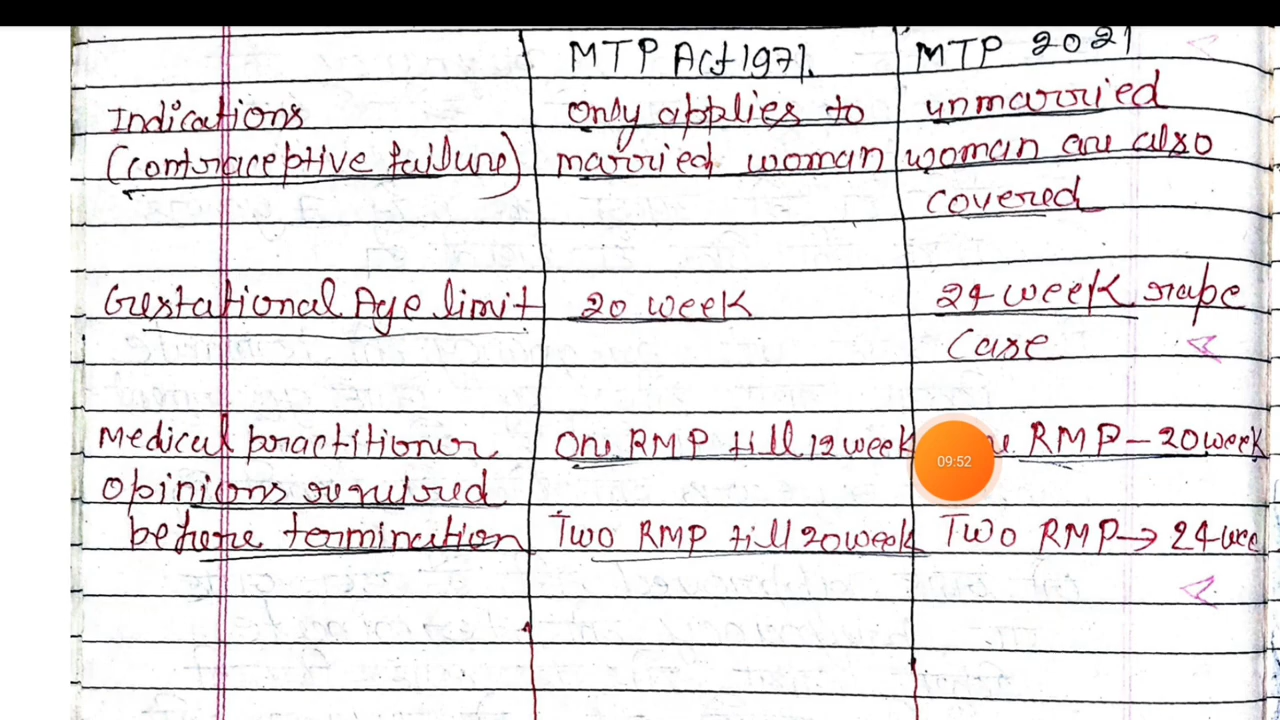 MTP Act 1971. MTP 2021
Indications only applies to unmarried
(contraceptive failure) married woman woman are also
covered
Gestational Age limit 20 week 24 week rape
case
Medical practitioner One RMP till 12 week RMP - 20 week
09:52
opinions required
before termination Two RMP till 20 week Two RMP → 24 wee